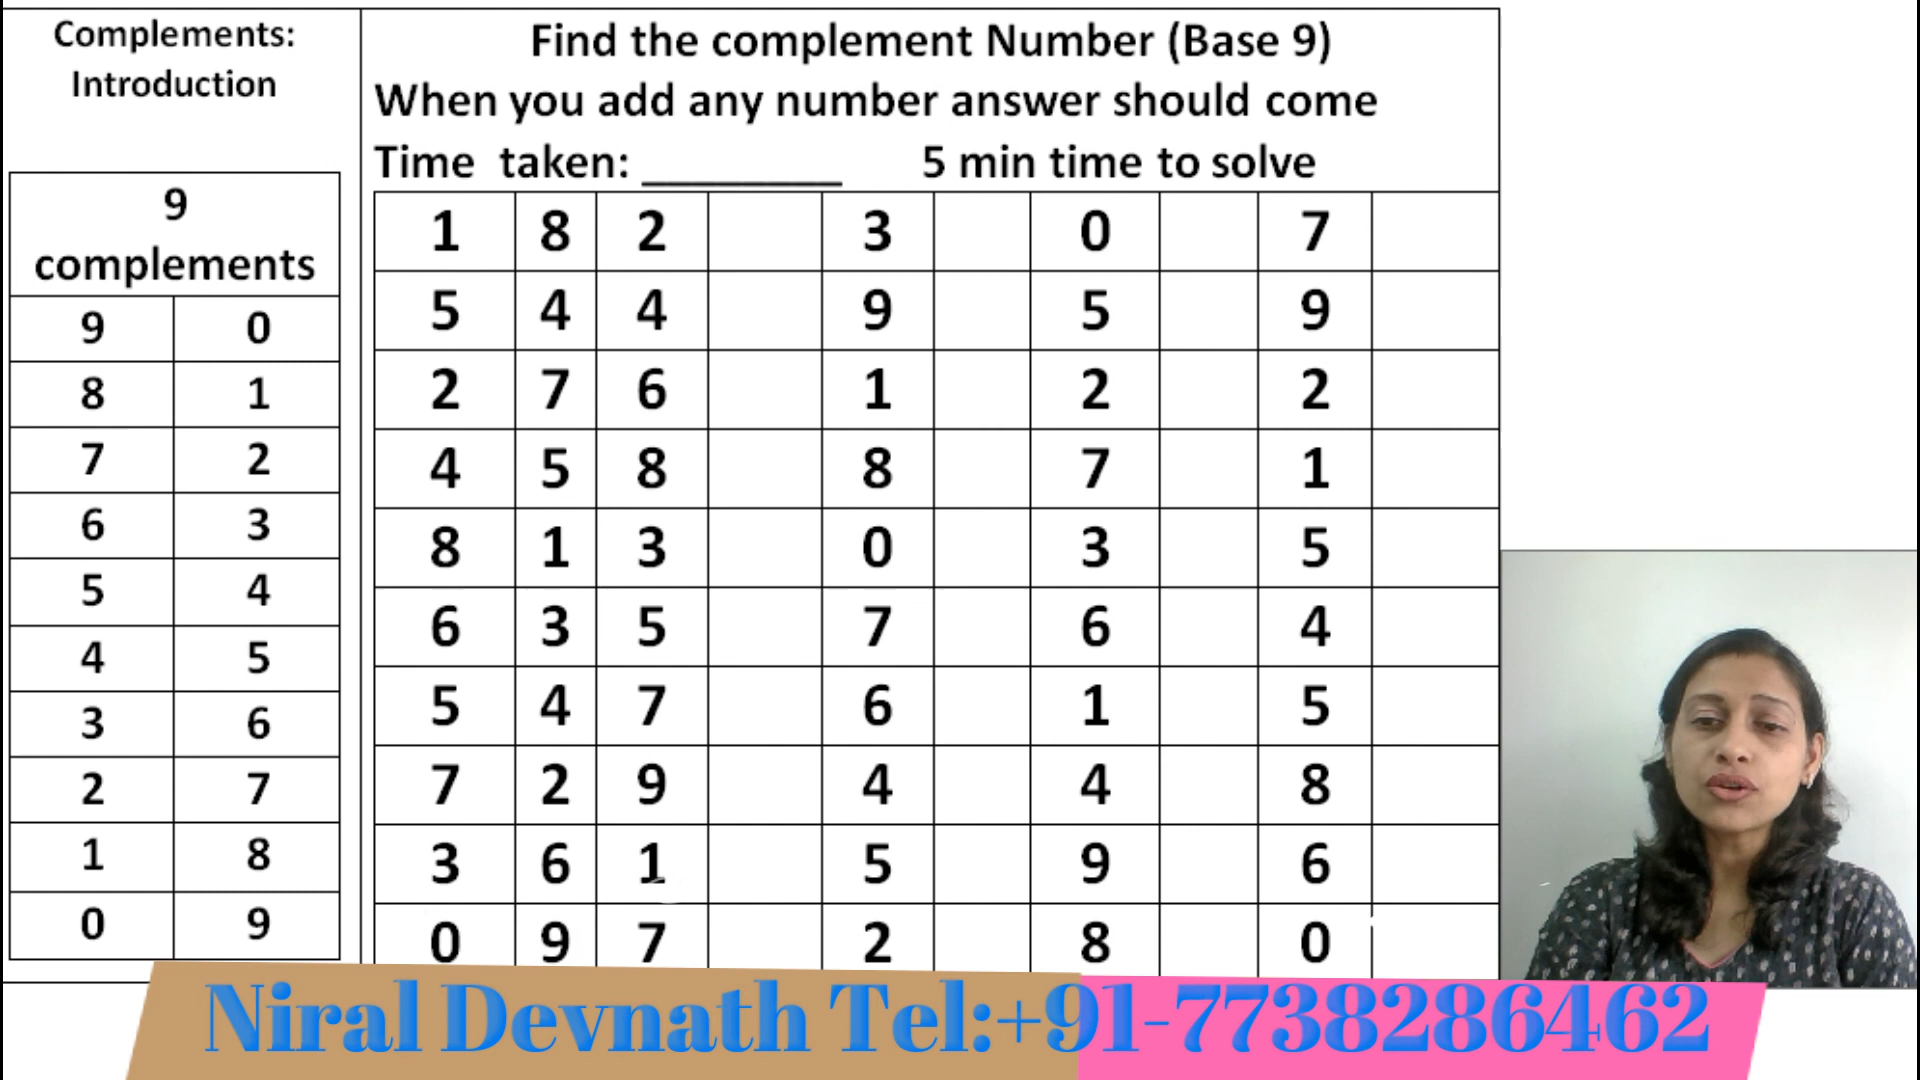 Complements:
Introduction
9
complements
9 0
8 1
7 2
6 3
5 4
4 5
3 6
2 7
1 8
0 9
Find the complement Number (Base 9)
When you add any number answer should come
Time taken: ________ 5 min time to solve
1 8 2 3 0 7
5 4 4 9 5 9
2 7 6 1 2 2
4 5 8 8 7 1
8 1 3 0 3 5
6 3 5 7 6 4
5 4 7 6 1 5
7 2 9 4 4 8
3 6 1 5 9 6
0 9 7 2 8 0
Niral Devnath Tel:+91-7738286462